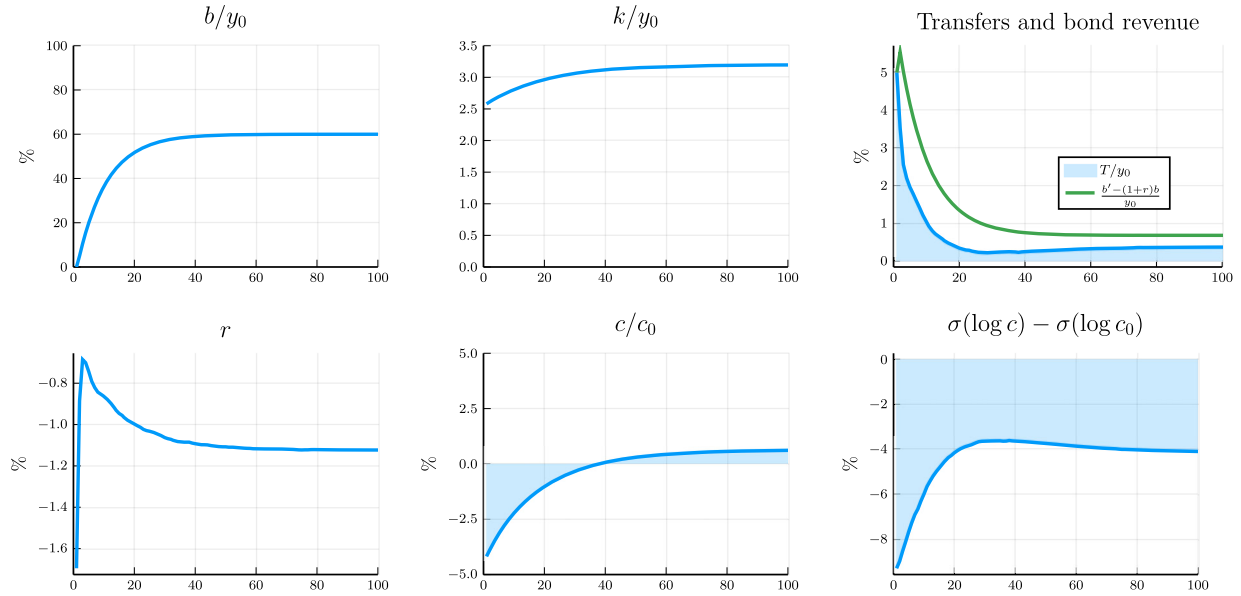 b/y₀
k/y₀
Transfers and bond revenue
%
100
80
60
40
20
0
0 20 40 60 80 100
3.5
3.0
2.5
2.0
1.5
1.0
0.5
0.0
0 20 40 60 80 100
%
5
4
3
2
1
0
0 20 40 60 80 100
T/y₀
b′−(1+r)b
y₀
r
c/c₀
σ(log c) − σ(log c₀)
%
−0.8
−1.0
−1.2
−1.4
−1.6
0 20 40 60 80 100
%
5.0
2.5
0.0
−2.5
−5.0
0 20 40 60 80 100
%
0
−2
−4
−6
−8
0 20 40 60 80 100